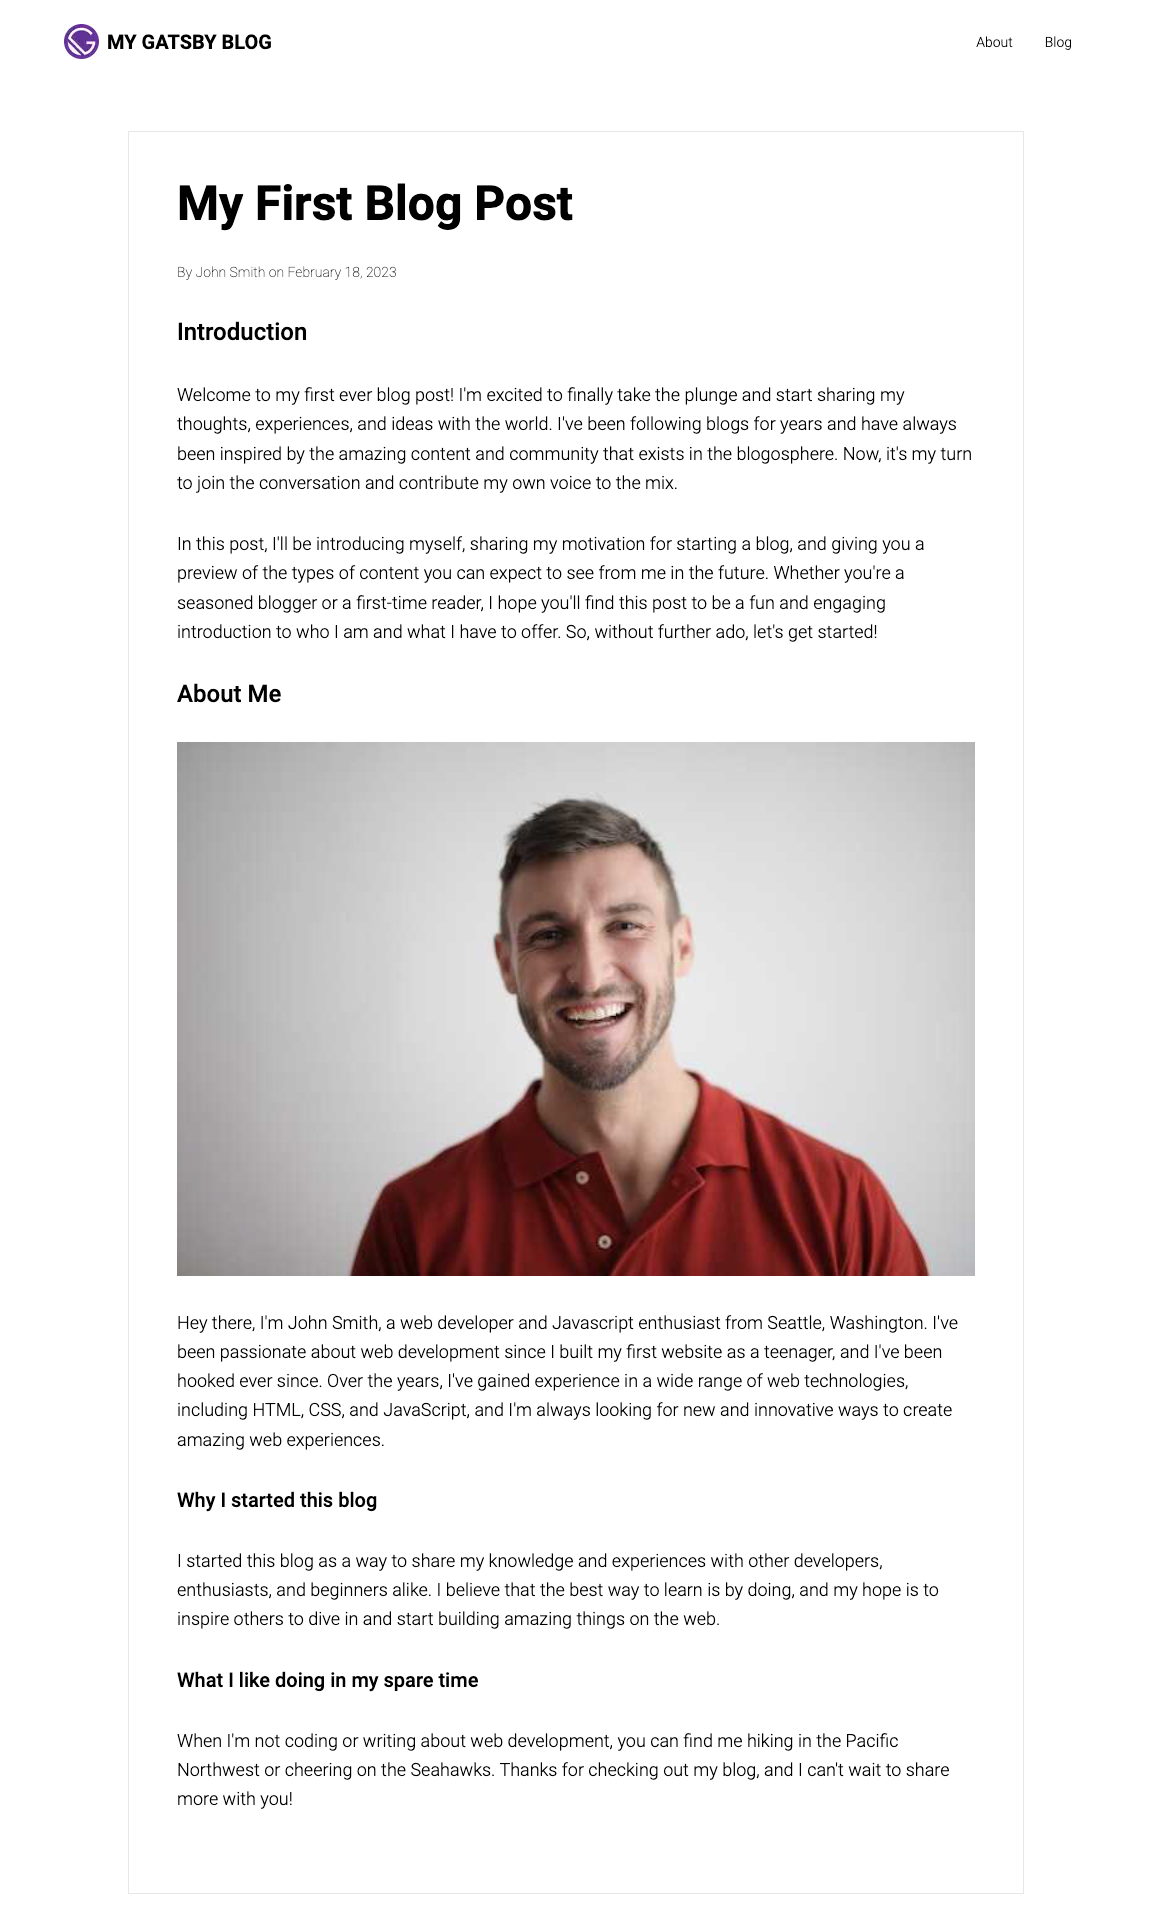 MY GATSBY BLOG
About
Blog
My First Blog Post
By John Smith on February 18, 2023
Introduction
Welcome to my first ever blog post! I'm excited to finally take the plunge and start sharing my
thoughts, experiences, and ideas with the world. I've been following blogs for years and have always
been inspired by the amazing content and community that exists in the blogosphere. Now, it's my turn
to join the conversation and contribute my own voice to the mix.
In this post, I'll be introducing myself, sharing my motivation for starting a blog, and giving you a
preview of the types of content you can expect to see from me in the future. Whether you're a
seasoned blogger or a first-time reader, I hope you'll find this post to be a fun and engaging
introduction to who I am and what I have to offer. So, without further ado, let's get started!
About Me
Hey there, I'm John Smith, a web developer and Javascript enthusiast from Seattle, Washington. I've
been passionate about web development since I built my first website as a teenager, and I've been
hooked ever since. Over the years, I've gained experience in a wide range of web technologies,
including HTML, CSS, and JavaScript, and I'm always looking for new and innovative ways to create
amazing web experiences.
Why I started this blog
I started this blog as a way to share my knowledge and experiences with other developers,
enthusiasts, and beginners alike. I believe that the best way to learn is by doing, and my hope is to
inspire others to dive in and start building amazing things on the web.
What I like doing in my spare time
When I'm not coding or writing about web development, you can find me hiking in the Pacific
Northwest or cheering on the Seahawks. Thanks for checking out my blog, and I can't wait to share
more with you!